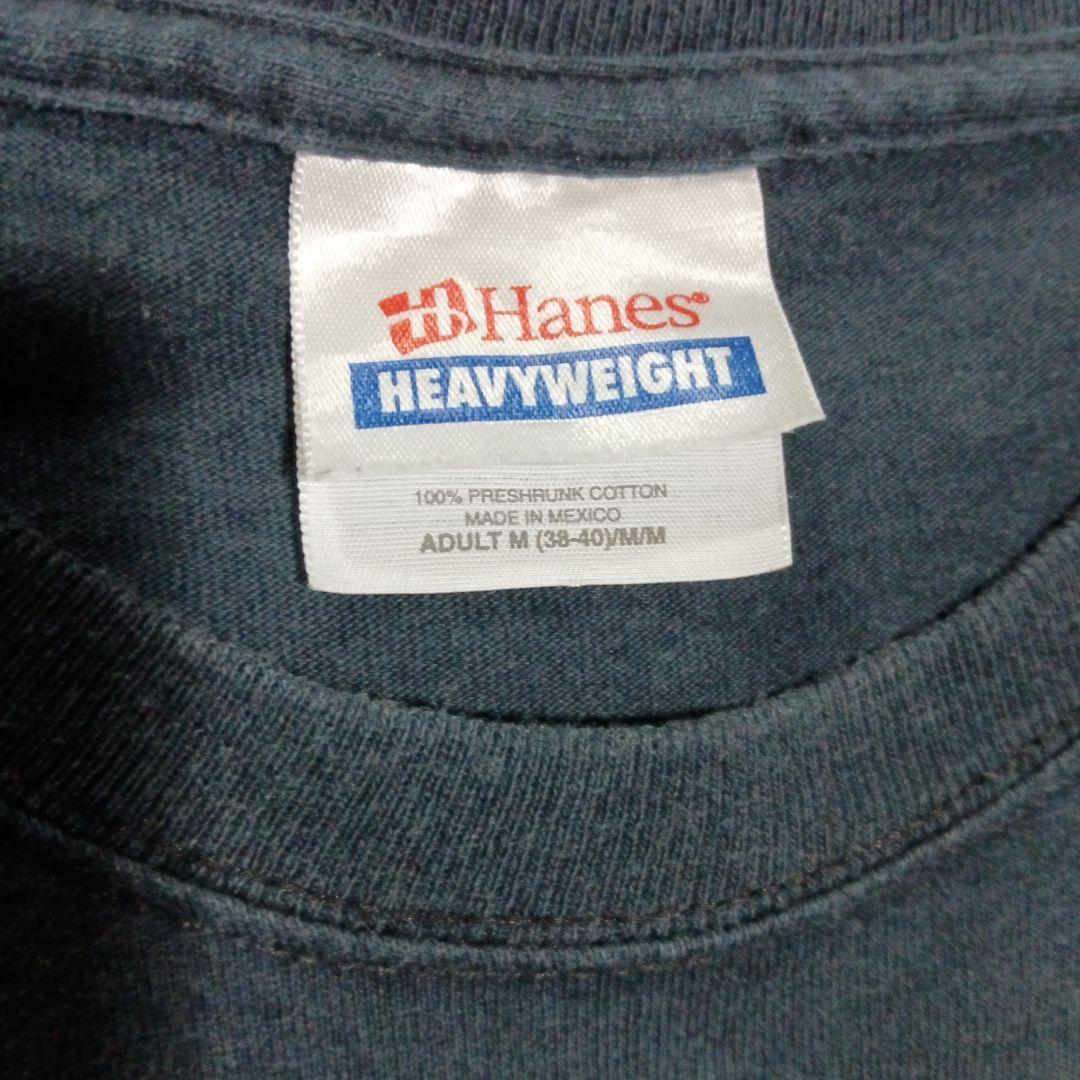 Hanes®
HEAVYWEIGHT
100% PRESHRUNK COTTON
MADE IN MEXICO
ADULT M (38-40)/M/M